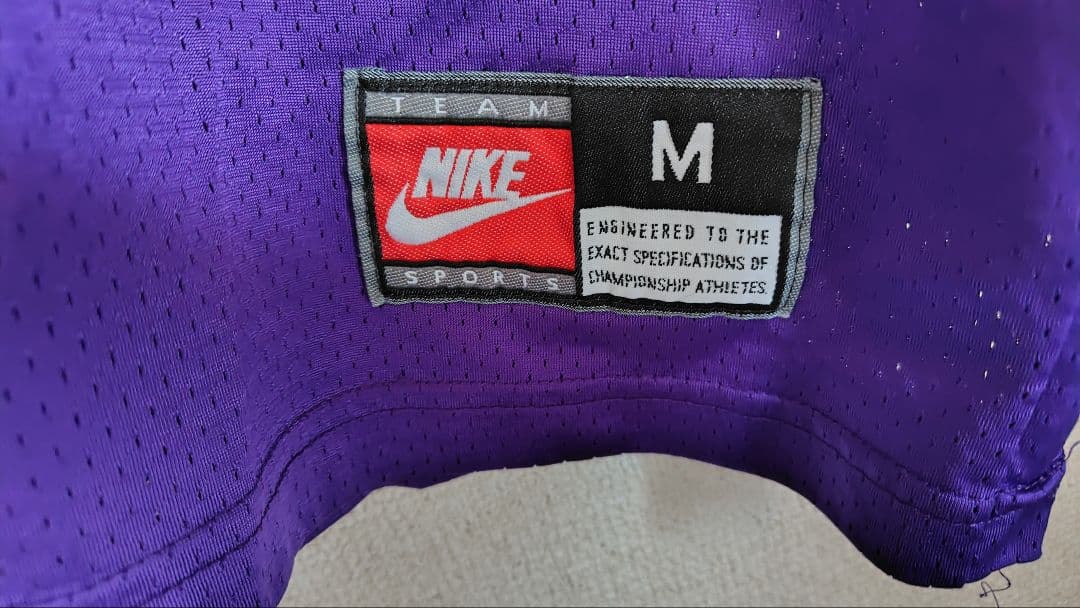 TEAM
NIKE
SPORTS
M
ENGINEERED TO THE
EXACT SPECIFICATIONS OF
CHAMPIONSHIP ATHLETES